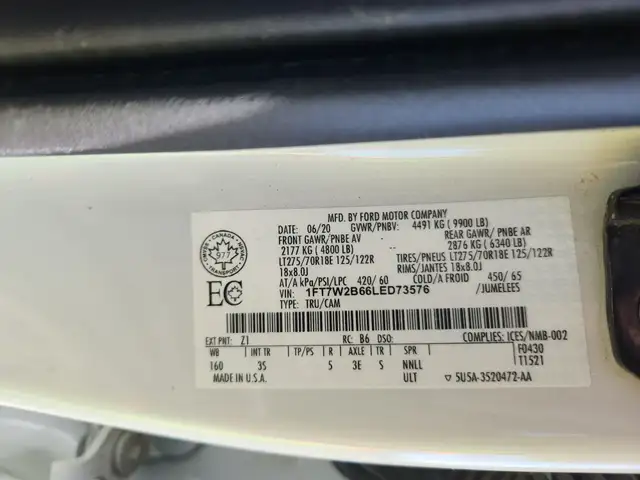 MFD. BY FORD MOTOR COMPANY
DATE: 06/20 GVWR/PNBV: 4491 KG ( 9900 LB)
FRONT GAWR/PNBE AV REAR GAWR/ PNBE AR
2177 KG ( 4800 LB) -- 2876 KG ( 6340 LB)
LT275/70R18E 125/122R TIRES/PNEUS LT275/70R18E 125/122R
18x8.0J RIMS/JANTES 18x8.0J
AT/A kPa/PSI/LPC 420/ 60 COLD/A FROID 450/ 65
VIN: 1FT7W2B66LED73576 /JUMELEES
TYPE: TRU/CAM
CANADA
977
EC
EXT PNT: Z1 RC: B6 DSO: COMPLIES: ICES/NMB-002
WB INT TR TP/PS R AXLE TR SPR F0430
160 3S S 3E S NNLL T1521
MADE IN U.S.A. ULT ▽ 5U5A-3520472-AA